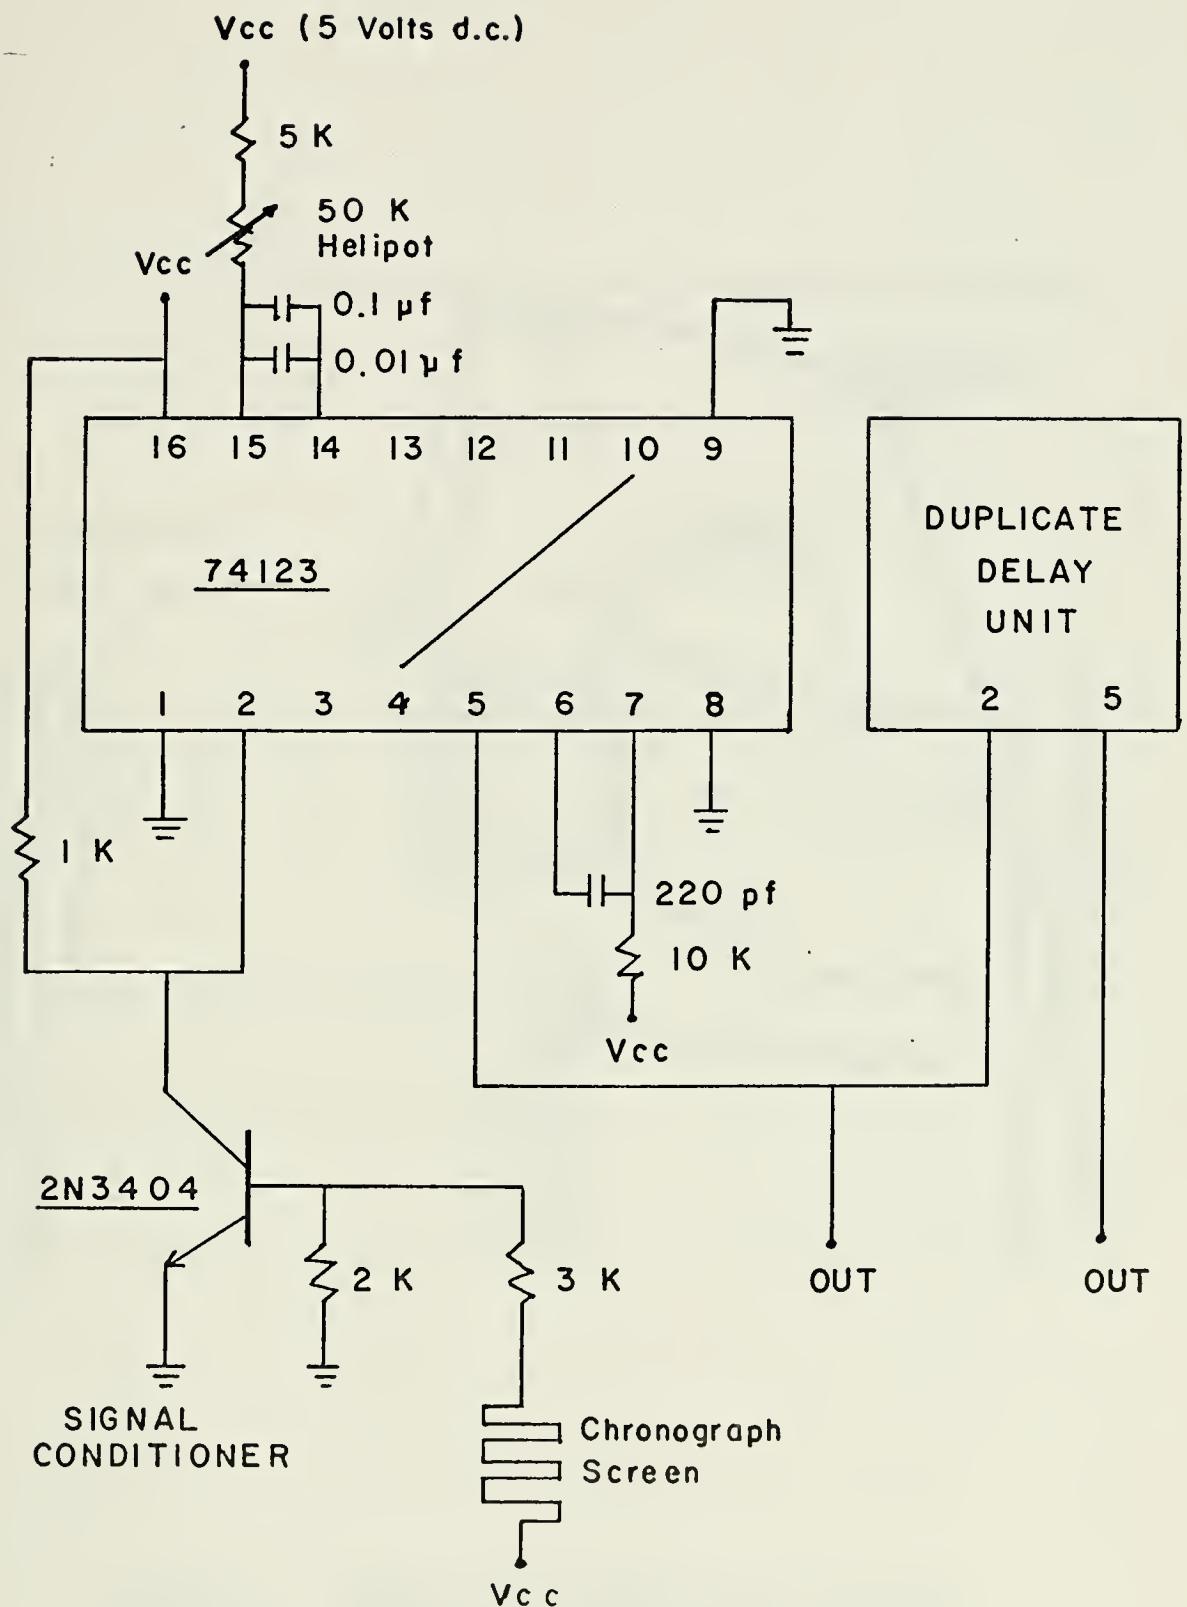 Vcc (5 Volts d.c.)
5 K
50 K
Helipot
Vcc
0.1 µf
0.01 µf
16 15 14 13 12 11 10 9
74123
1 2 3 4 5 6 7 8
DUPLICATE
DELAY
UNIT
2 5
1 K
220 pf
10 K
Vcc
2N3404
2 K
3 K
OUT
OUT
SIGNAL
CONDITIONER
Chronograph
Screen
Vcc